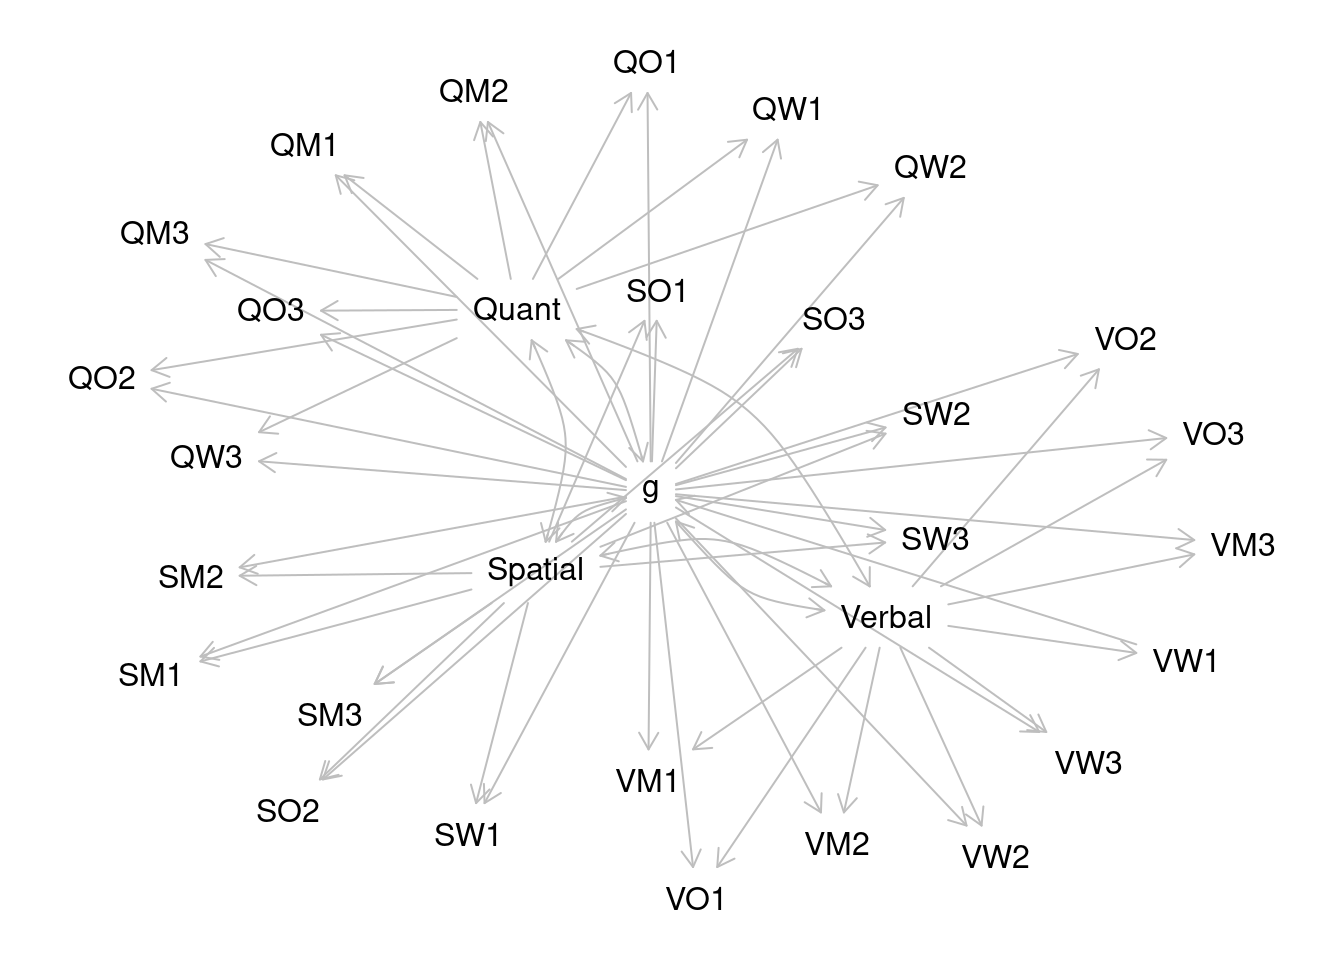 QO1
QM2
QW1
QM1
QW2
QM3
SO1
QO3
Quant
SO3
VO2
QO2
SW2
VO3
QW3
g
SW3
VM3
Spatial
SM2
Verbal
VW1
SM1
SM3
VW3
VM1
SO2
SW1
VM2
VW2
VO1